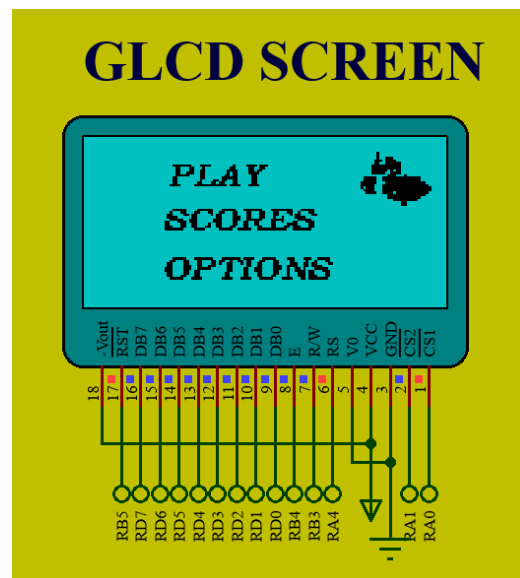 GLCD SCREEN
PLAY
SCORES
OPTIONS
-Vout RST DB7 DB6 DB5 DB4 DB3 DB2 DB1 DB0 E R/W RS V0 VCC GND CS2 CS1
18 17 16 15 14 13 12 11 10 9 8 7 6 5 4 3 2 1
RB5 RD7 RD6 RD5 RD4 RD3 RD2 RD1 RD0 RB4 RB3 RA4 RA1 RA0